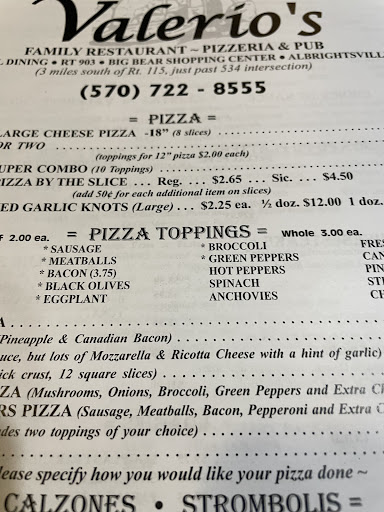 Valerio's
FAMILY RESTAURANT ~ PIZZERIA & PUB
L DINING • RT 903 • BIG BEAR SHOPPING CENTER • ALBRIGHTSVILL
(3 miles south of Rt. 115, just past 534 intersection)
(570) 722 - 8555
= PIZZA =
LARGE CHEESE PIZZA -18" (8 slices)
OR TWO
(toppings for 12" pizza $2.00 each)
UPER COMBO (10 Toppings)
IZZA BY THE SLICE ... Reg. ... $2.65 ... Sic. ... $4.50
(add 50¢ for each additional item on slices)
ED GARLIC KNOTS (Large) ... $2.25 ea. ½ doz. $12.00 1 doz.
F 2.00 ea. = PIZZA TOPPINGS = Whole 3.00 ea.
* SAUSAGE * BROCCOLI FRES
* MEATBALLS * GREEN PEPPERS CAN
* BACON (3.75) HOT PEPPERS PIN
* BLACK OLIVES SPINACH ST
* EGGPLANT ANCHOVIES CH
A
Pineapple & Canadian Bacon)
uce, but lots of Mozzarella & Ricotta Cheese with a hint of garlic)
ick crust, 12 square slices)
ZA (Mushrooms, Onions, Broccoli, Green Peppers and Extra Ch
RS PIZZA (Sausage, Meatballs, Bacon, Pepperoni and Extra C
des two toppings of your choice)
lease specify how you would like your pizza done ~
CALZONES • STROMBOLIS =